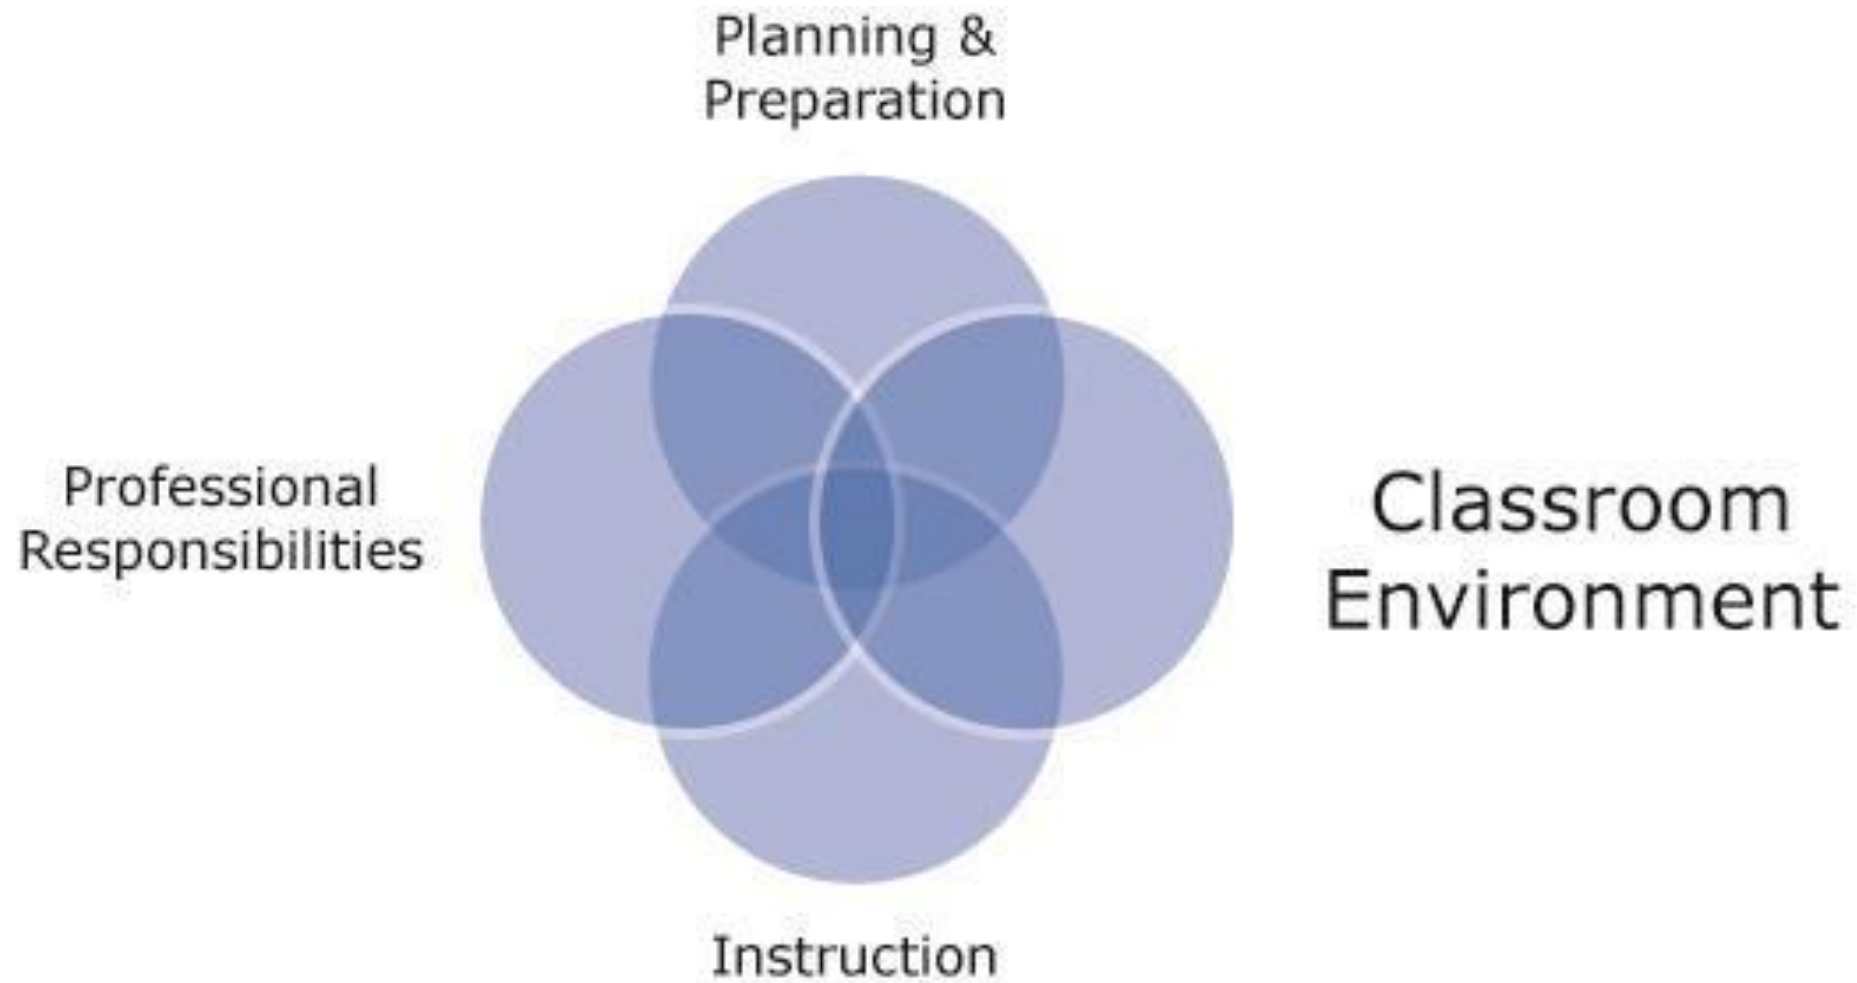 Planning &
Preparation
Professional
Responsibilities
Classroom
Environment
Instruction